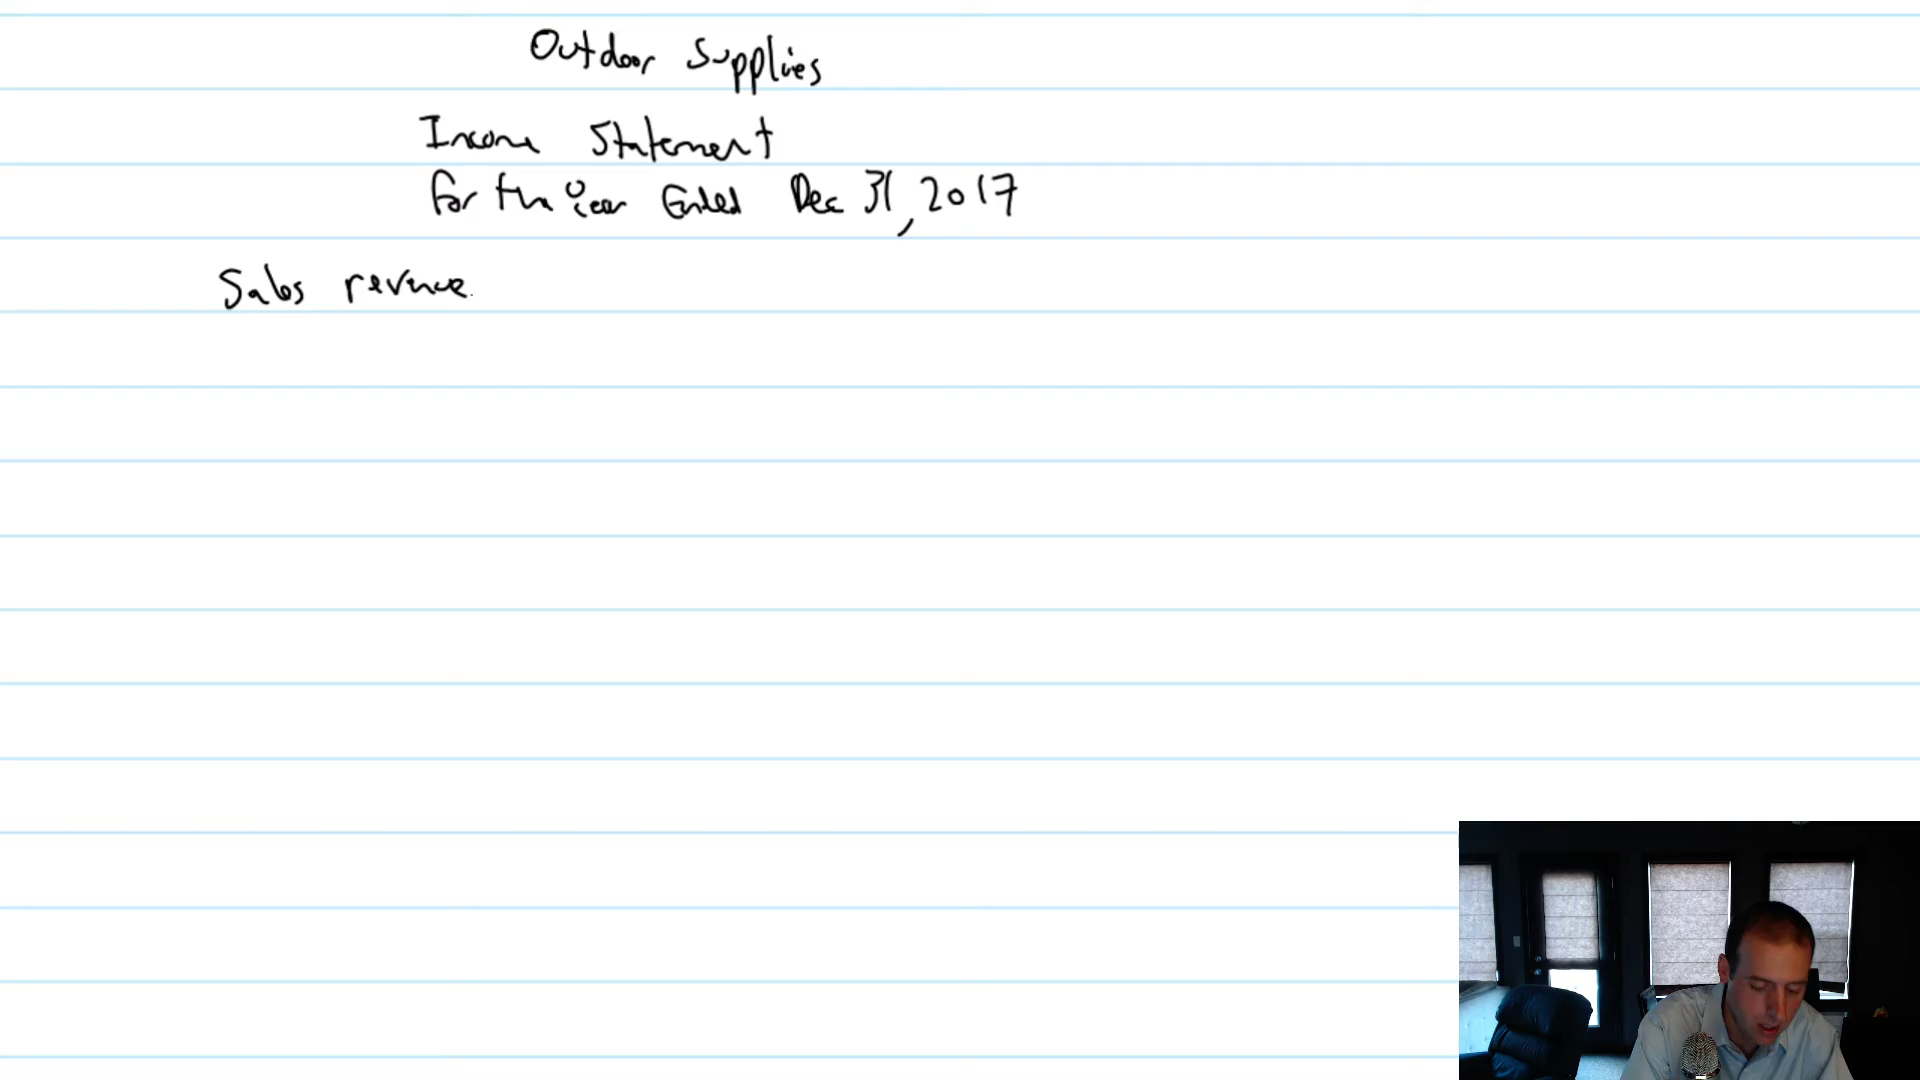 Outdoor Supplies
Income Statement
For the Year Ended Dec 31, 2017
Sales revenue